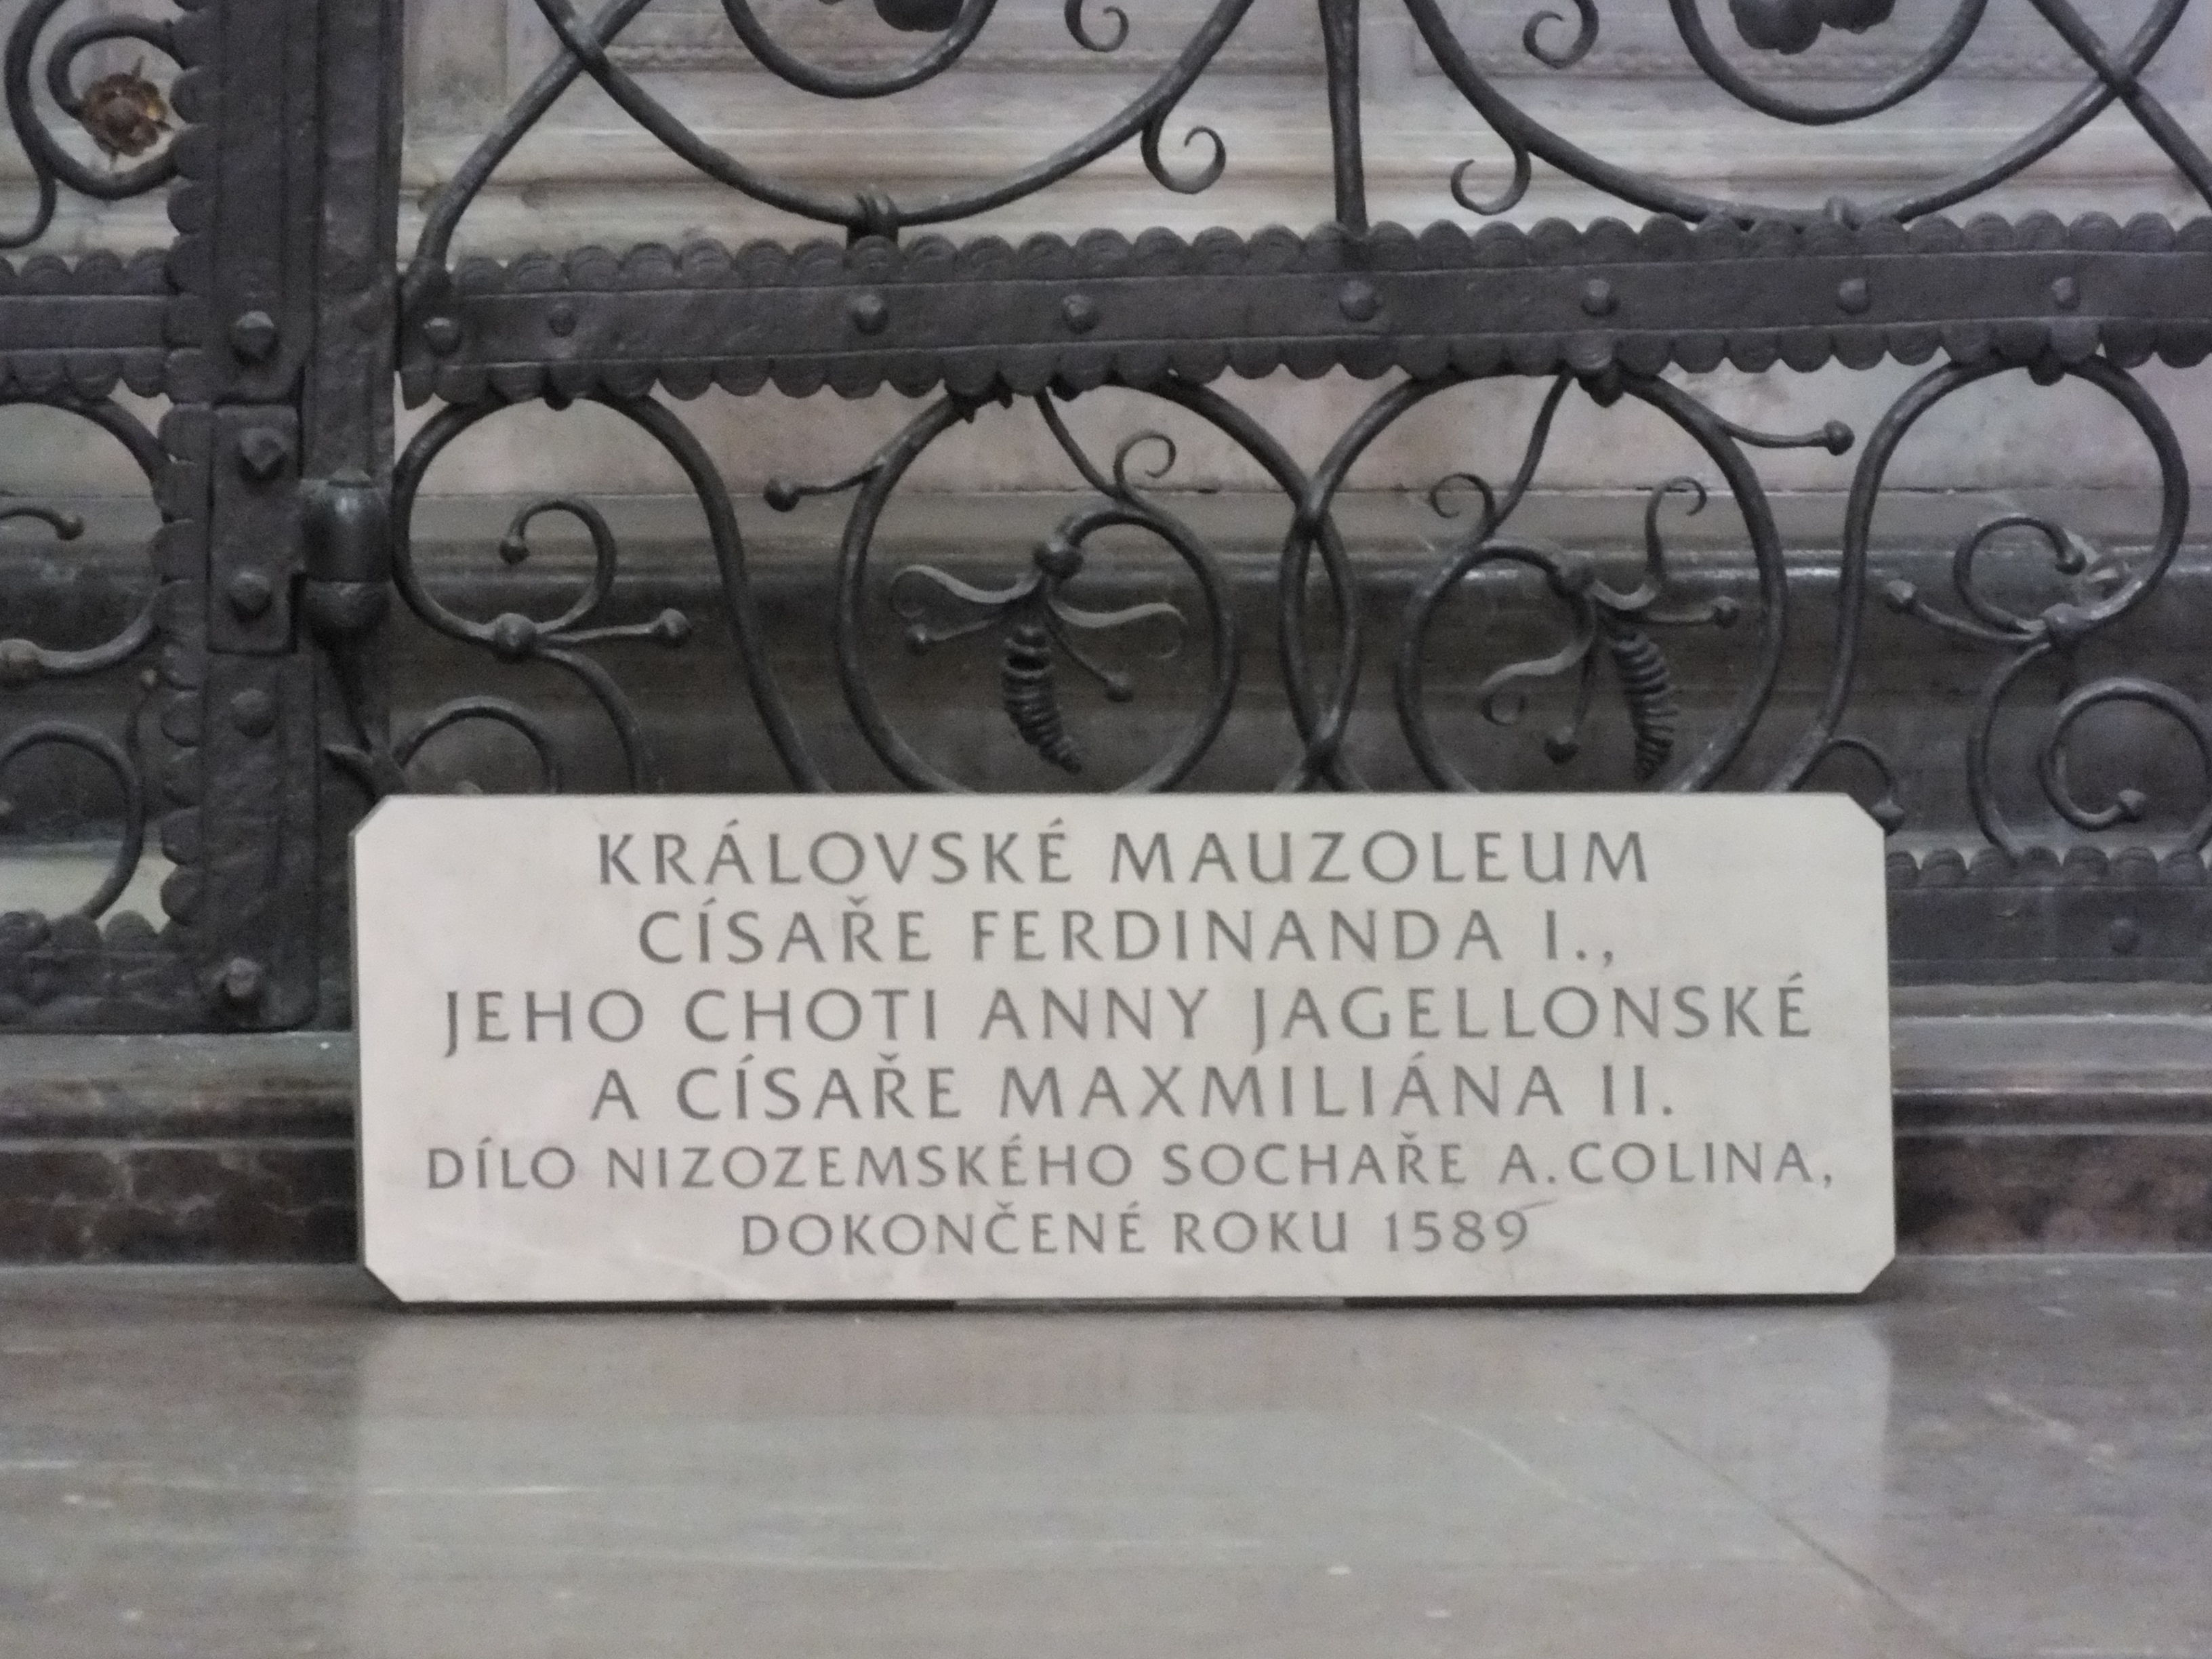 KRÁLOVSKÉ MAUZOLEUM
CÍSAŘE FERDINANDA I.,
JEHO CHOTI ANNY JAGELLONSKÉ
A CÍSAŘE MAXMILIÁNA II.
DÍLO NIZOZEMSKÉHO SOCHAŘE A.COLINA,
DOKONČENÉ ROKU 1589